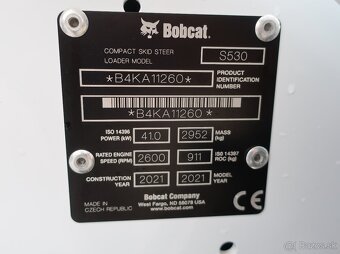 Bobcat.
COMPACT SKID STEER
LOADER MODEL
S530
*B4KA11260*
PRODUCT
IDENTIFICATION
NUMBER
*B4KA11260*
ISO 14396
POWER (kW)
41.0
2952
MASS
(kg)
RATED ENGINE
SPEED (RPM)
2600
911
ISO 14397
ROC (kg)
CONSTRUCTION
YEAR
2021
2021
MODEL
YEAR
Bobcat Company
West Fargo, ND 58078 USA
www.bobcat.com
MADE IN
CZECH REPUBLIC
CE
bazos.sk